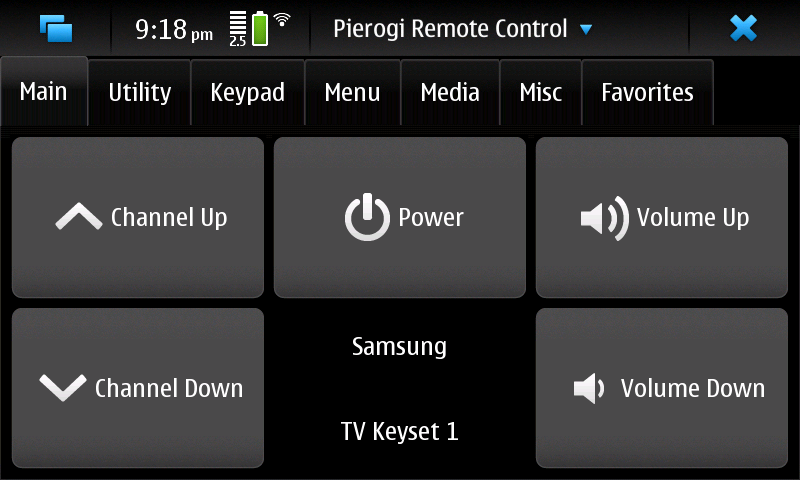 9:18 pm
2.5
Pierogi Remote Control
Main
Utility
Keypad
Menu
Media
Misc
Favorites
Channel Up
Power
Volume Up
Channel Down
Samsung
TV Keyset 1
Volume Down